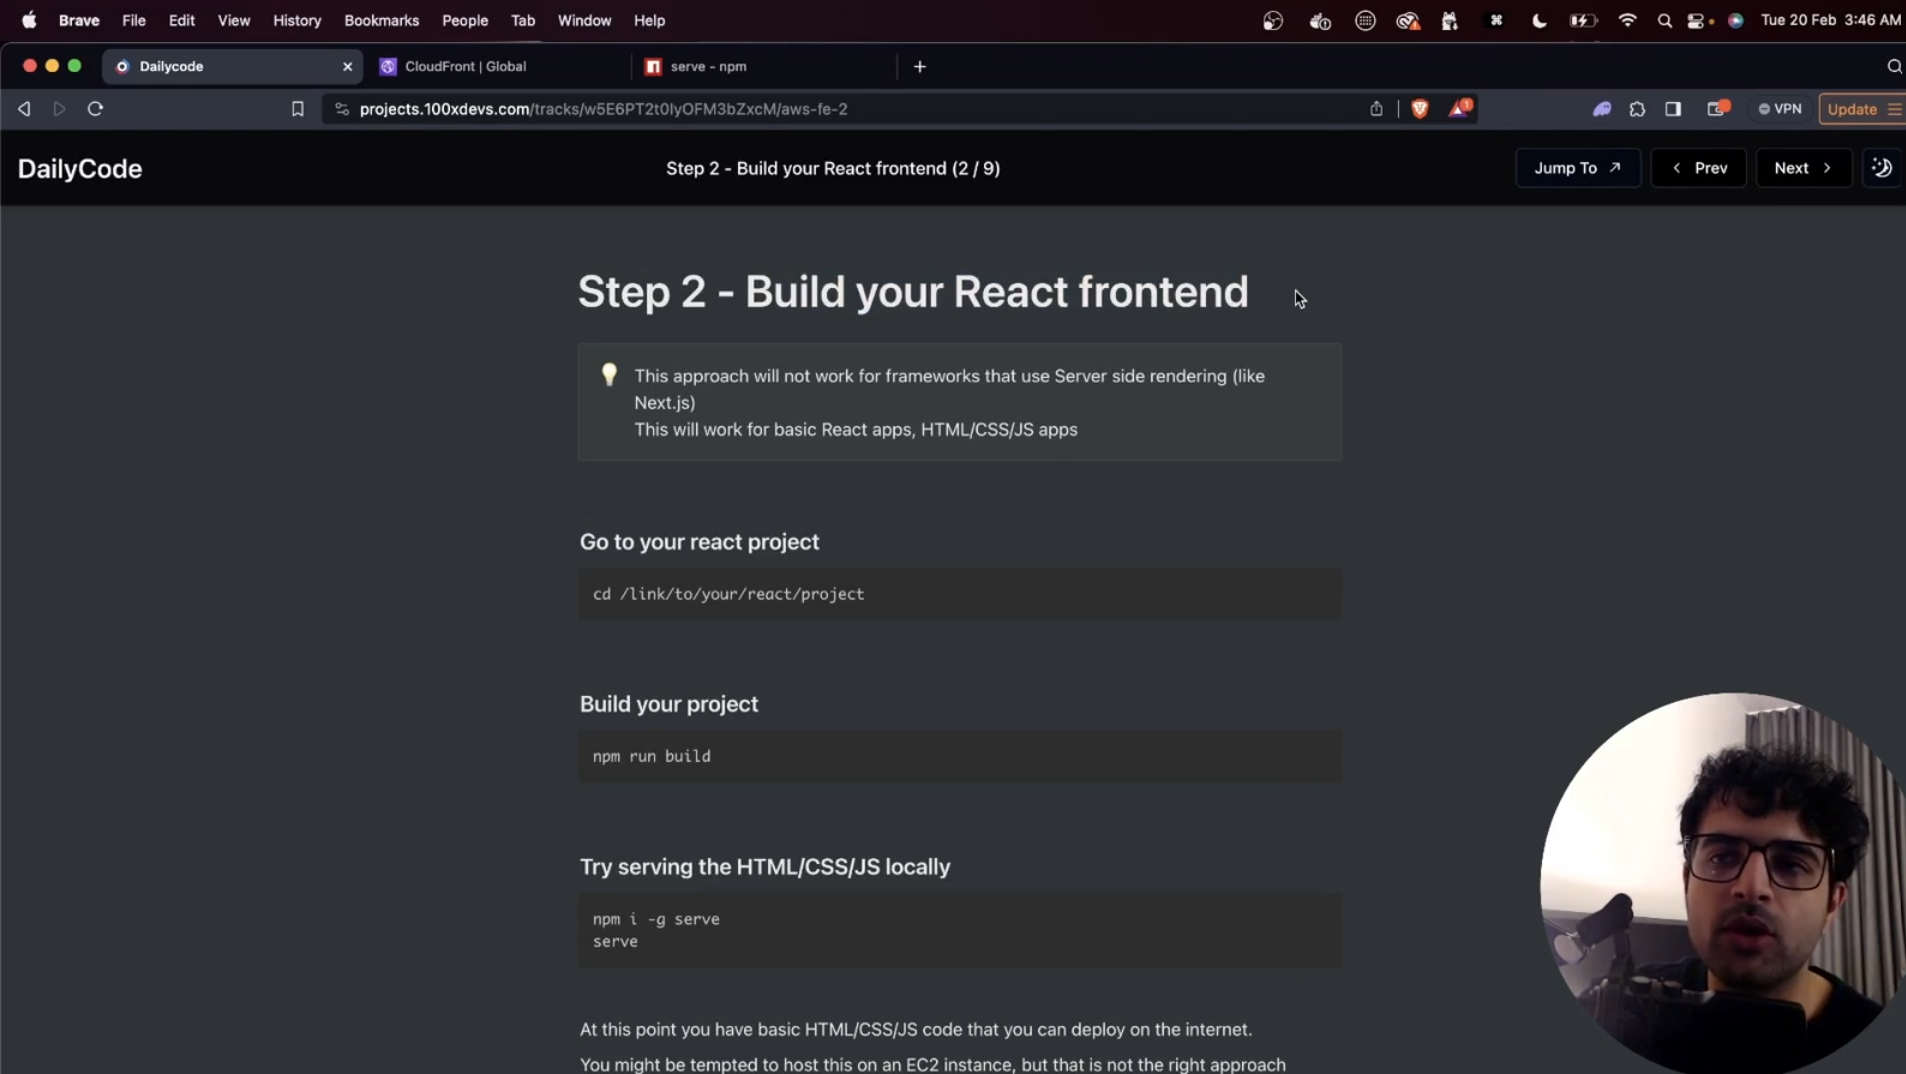 Brave File Edit View History Bookmarks People Tab Window Help Tue 20 Feb 3:46 AM
Dailycode CloudFront | Global serve - npm
projects.100xdevs.com/tracks/w5E6PT2t0IyOFM3bZxcM/aws-fe-2 1 VPN Update
DailyCode Step 2 - Build your React frontend (2 / 9) Jump To Prev Next
Step 2 - Build your React frontend
This approach will not work for frameworks that use Server side rendering (like
Next.js)
This will work for basic React apps, HTML/CSS/JS apps
Go to your react project
cd /link/to/your/react/project
Build your project
npm run build
Try serving the HTML/CSS/JS locally
npm i -g serve
serve
At this point you have basic HTML/CSS/JS code that you can deploy on the internet.
You might be tempted to host this on an EC2 instance, but that is not the right approach